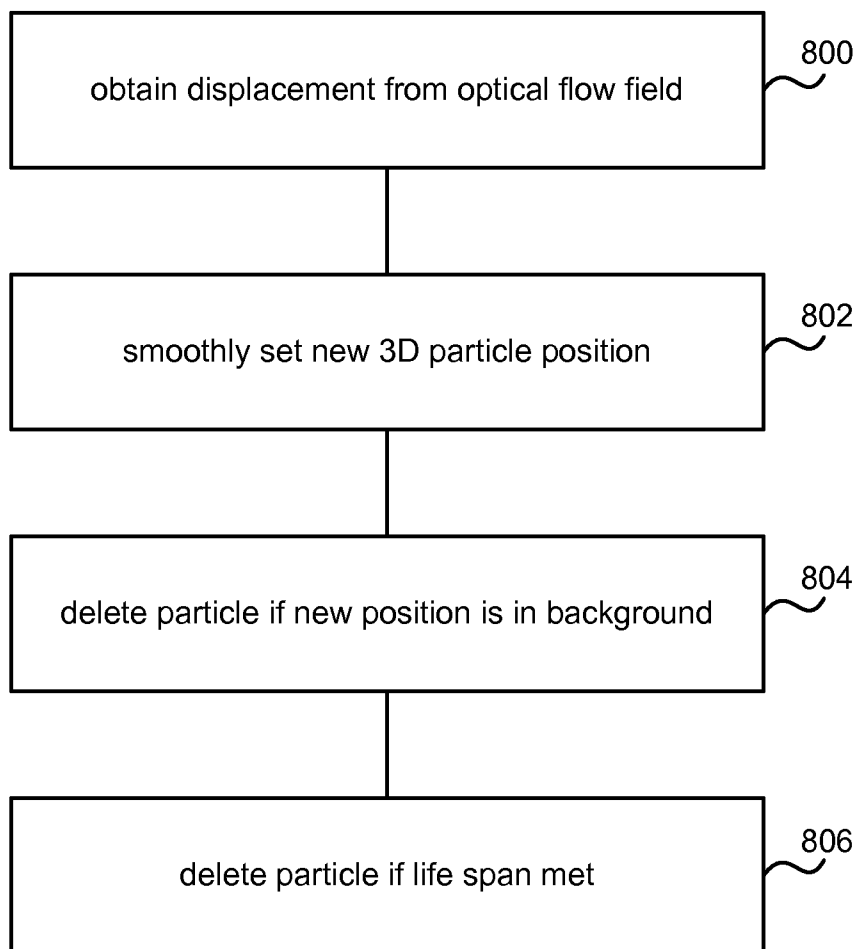 800
obtain displacement from optical flow field
802
smoothly set new 3D particle position
804
delete particle if new position is in background
806
delete particle if life span met